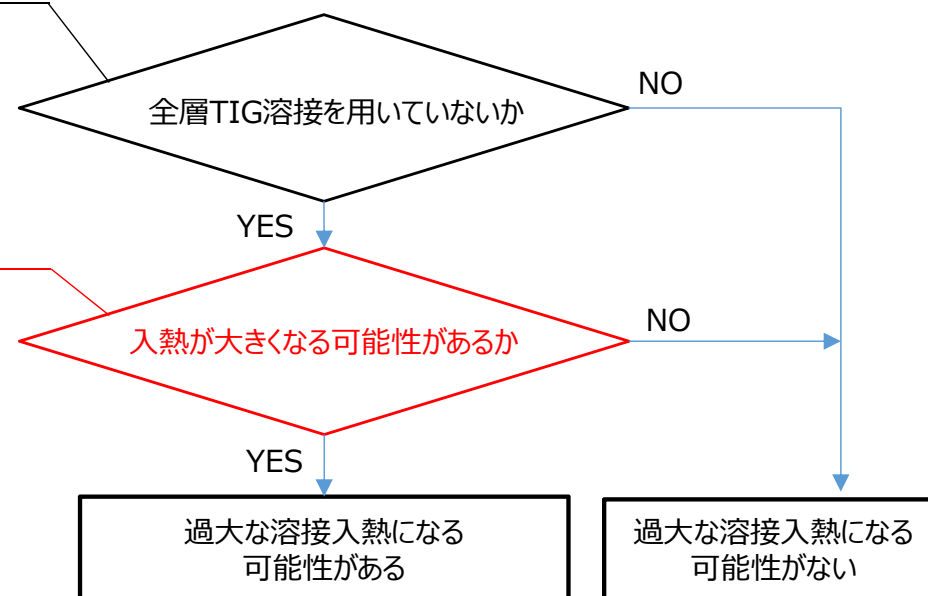 全層TIG溶接を用いていないか
NO
YES
入熱が大きくなる可能性があるか
NO
YES
過大な溶接入熱になる
可能性がある
過大な溶接入熱になる
可能性がない